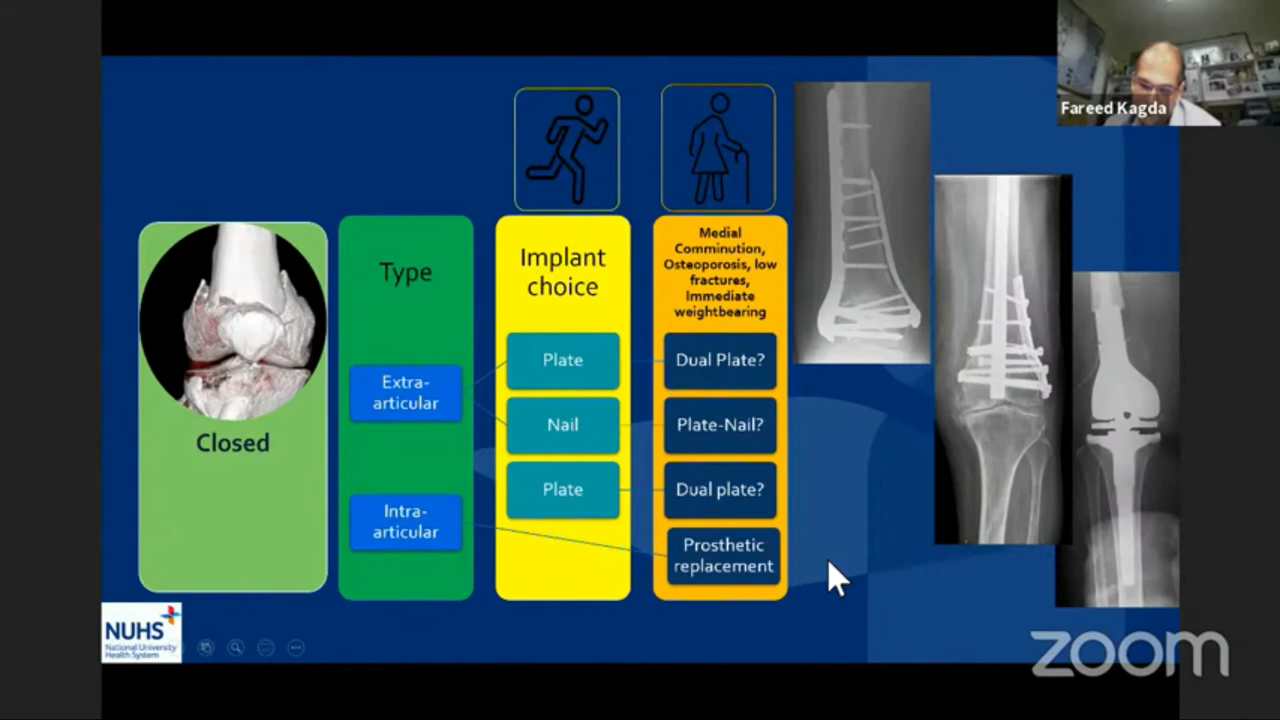 Fareed Kagda
Closed
Type
Extra-
articular
Intra-
articular
Implant
choice
Plate
Nail
Plate
Medial
Comminution,
Osteoporosis, low
fractures,
Immediate
weightbearing
Dual Plate?
Plate-Nail?
Dual plate?
Prosthetic
replacement
NUHS
National University
Health System
zoom